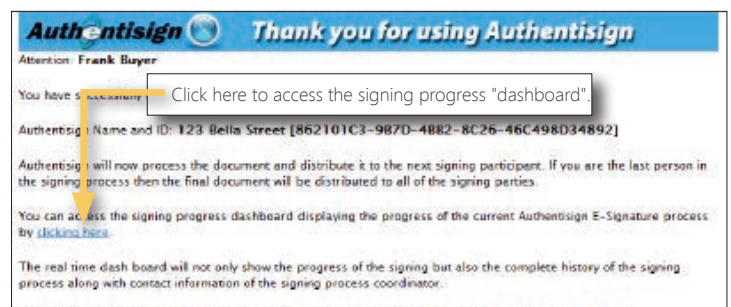 Authentisign Thank you for using Authentisign
Attention: Frank Buyer
You have successfully
Click here to access the signing progress "dashboard".
Authentisign Name and ID: 123 Bella Street [862101C3-987D-4882-8C26-46C498D34892]
Authentisign will now process the document and distribute it to the next signing participant. If you are the last person in
the signing process then the final document will be distributed to all of the signing parties.
You can access the signing progress dashboard displaying the progress of the current Authentisign E-Signature process
by clicking here.
The real time dash board will not only show the progress of the signing but also the complete history of the signing
process along with contact information of the signing process coordinator.